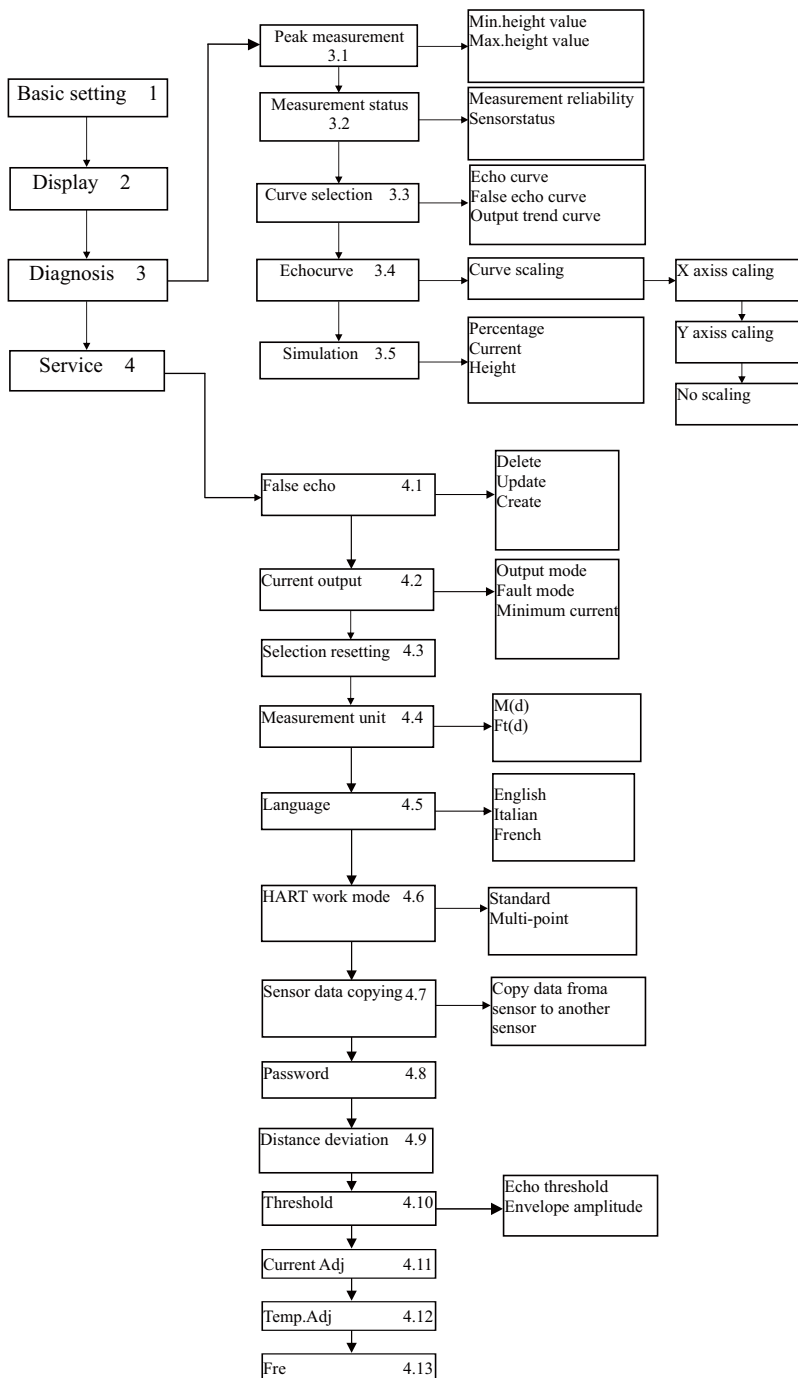 Basic setting 1
Display 2
Diagnosis 3
Service 4
Peak measurement
3.1
Min.height value
Max.height value
Measurement status
3.2
Measurement reliability
Sensorstatus
Curve selection 3.3
Echo curve
False echo curve
Output trend curve
Echocurve 3.4
Curve scaling
X axiss caling
Y axiss caling
No scaling
Simulation 3.5
Percentage
Current
Height
False echo 4.1
Delete
Update
Create
Current output 4.2
Output mode
Fault mode
Minimum current
Selection resetting 4.3
Measurement unit 4.4
M(d)
Ft(d)
Language 4.5
English
Italian
French
HART work mode 4.6
Standard
Multi-point
Sensor data copying 4.7
Copy data froma
sensor to another
sensor
Password 4.8
Distance deviation 4.9
Threshold 4.10
Echo threshold
Envelope amplitude
Current Adj 4.11
Temp.Adj 4.12
Fre 4.13